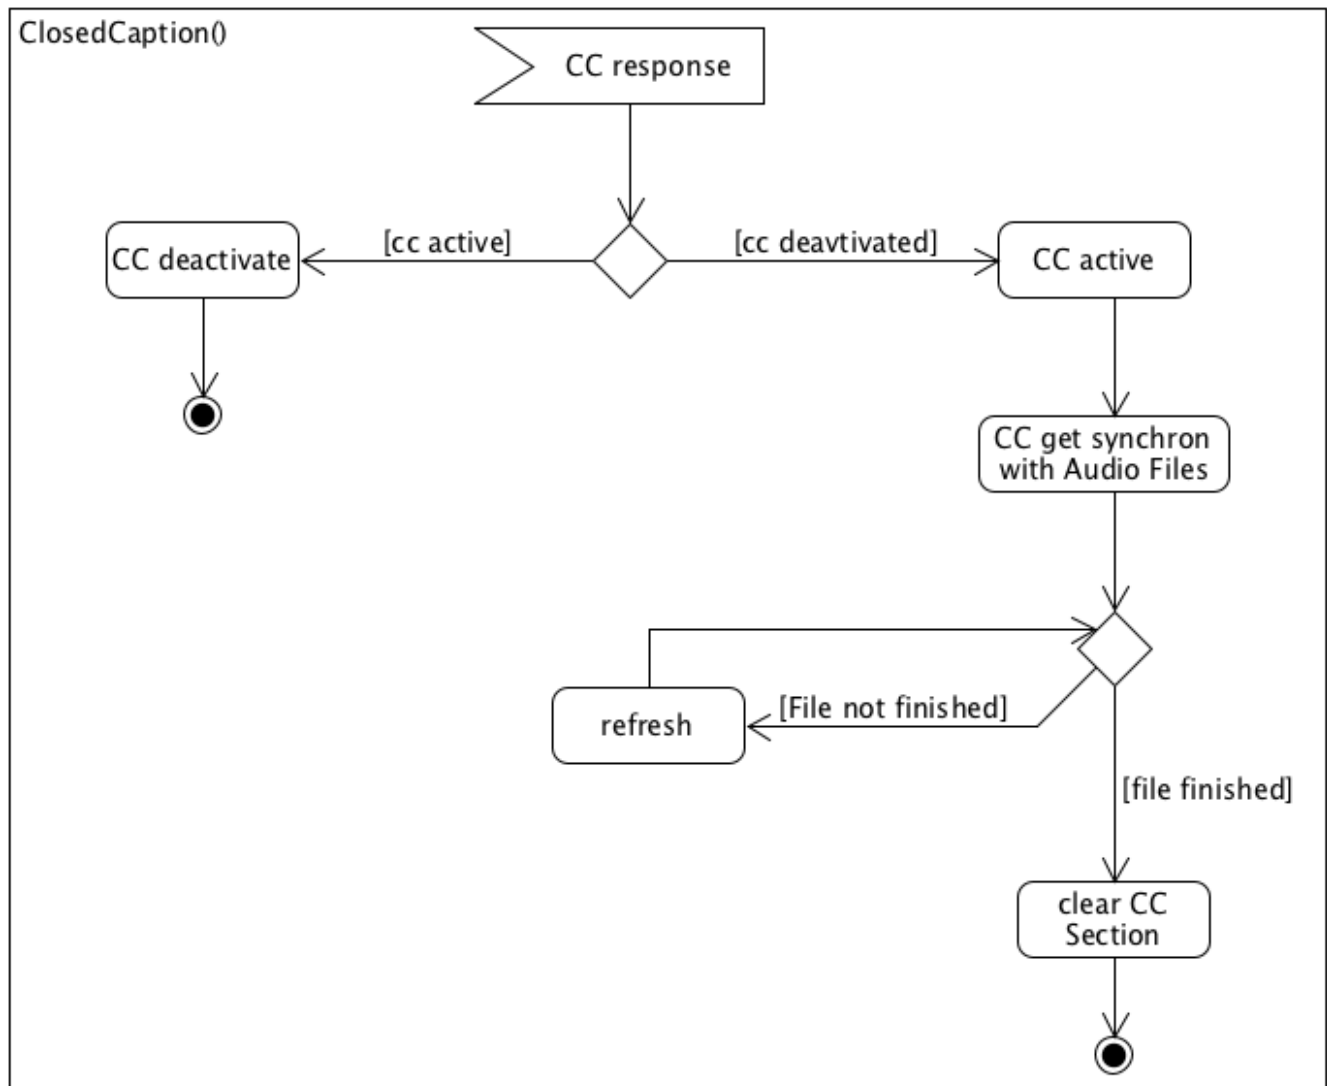 ClosedCaption()
CC response
[cc active]
[cc deavtivated]
CC deactivate
CC active
CC get synchron
with Audio Files
[File not finished]
refresh
[file finished]
clear CC
Section